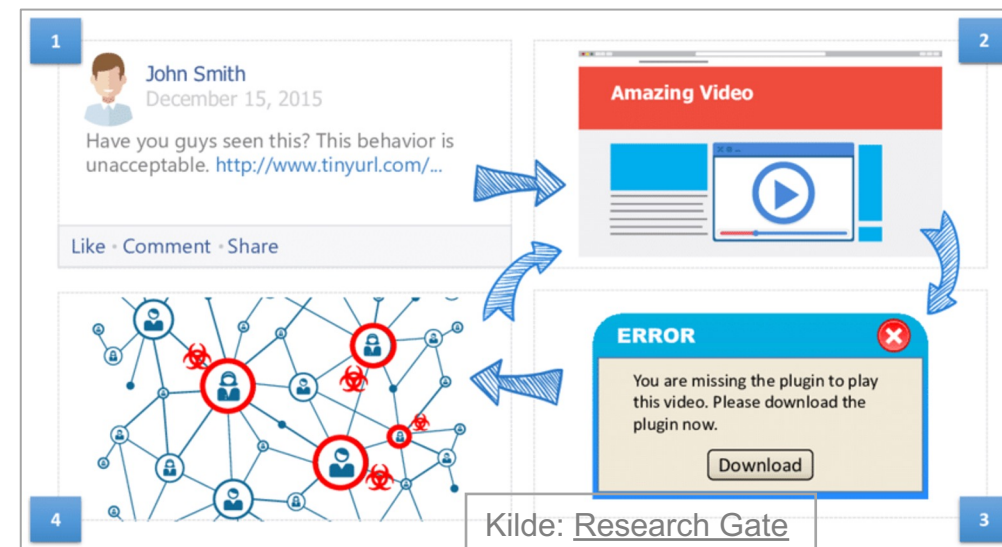 1
John Smith
December 15, 2015
Have you guys seen this? This behavior is
unacceptable. http://www.tinyurl.com/...
Like · Comment · Share
2
Amazing Video
ERROR
You are missing the plugin to play
this video. Please download the
plugin now.
Download
3
4
Kilde: Research Gate